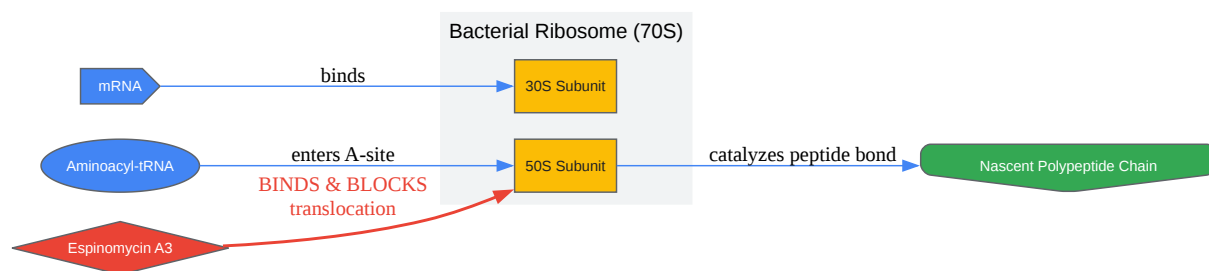 Bacterial Ribosome (70S)
mRNA
binds
30S Subunit
Aminoacyl-tRNA
enters A-site
50S Subunit
catalyzes peptide bond
Nascent Polypeptide Chain
BINDS & BLOCKS
translocation
Espinomycin A3